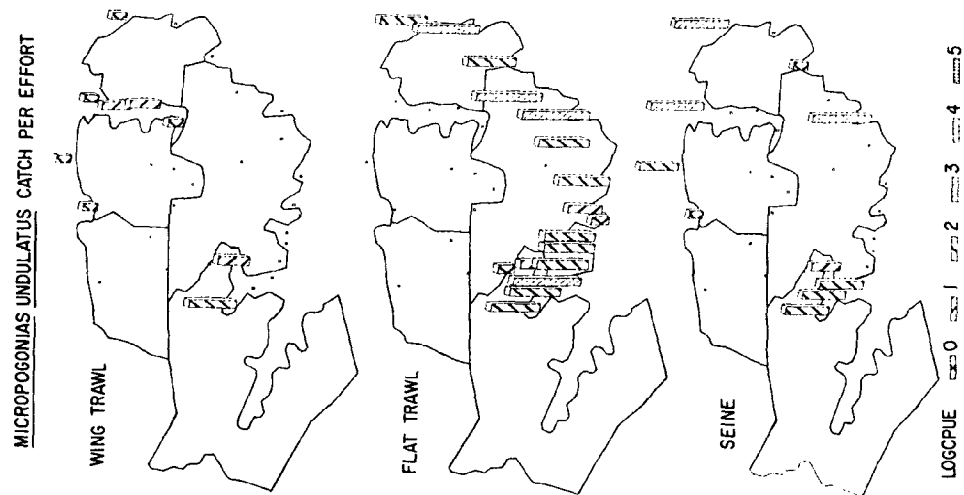 MICROPOGONIAS UNDULATUS CATCH PER EFFORT
WING TRAWL
FLAT TRAWL
SEINE
LOGCPUE 0 1 2 3 4 5